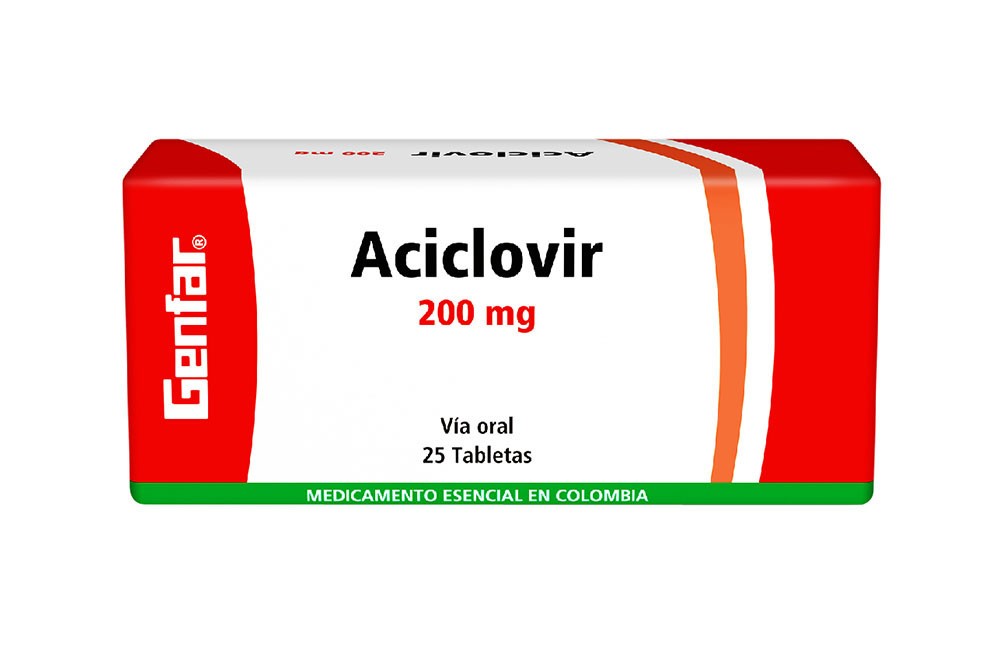 Aciclovir 200 mg
Genfar®
Aciclovir
200 mg
Vía oral
25 Tabletas
MEDICAMENTO ESENCIAL EN COLOMBIA